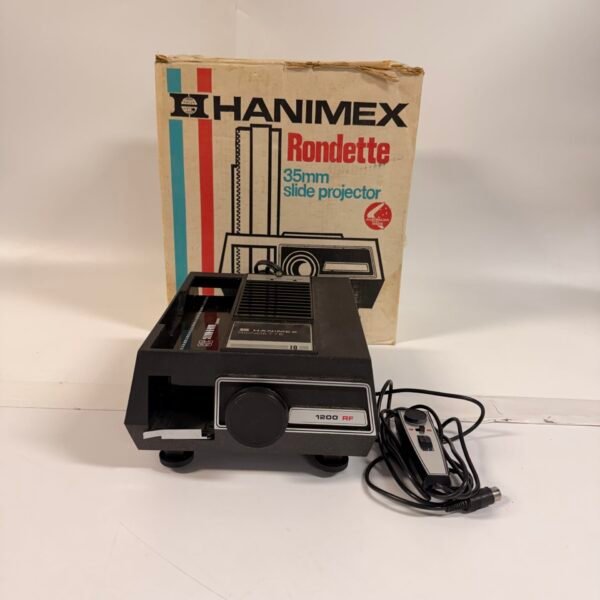 HANIMEX
Rondette
35mm
slide projector
HANIMEX
1200 RF